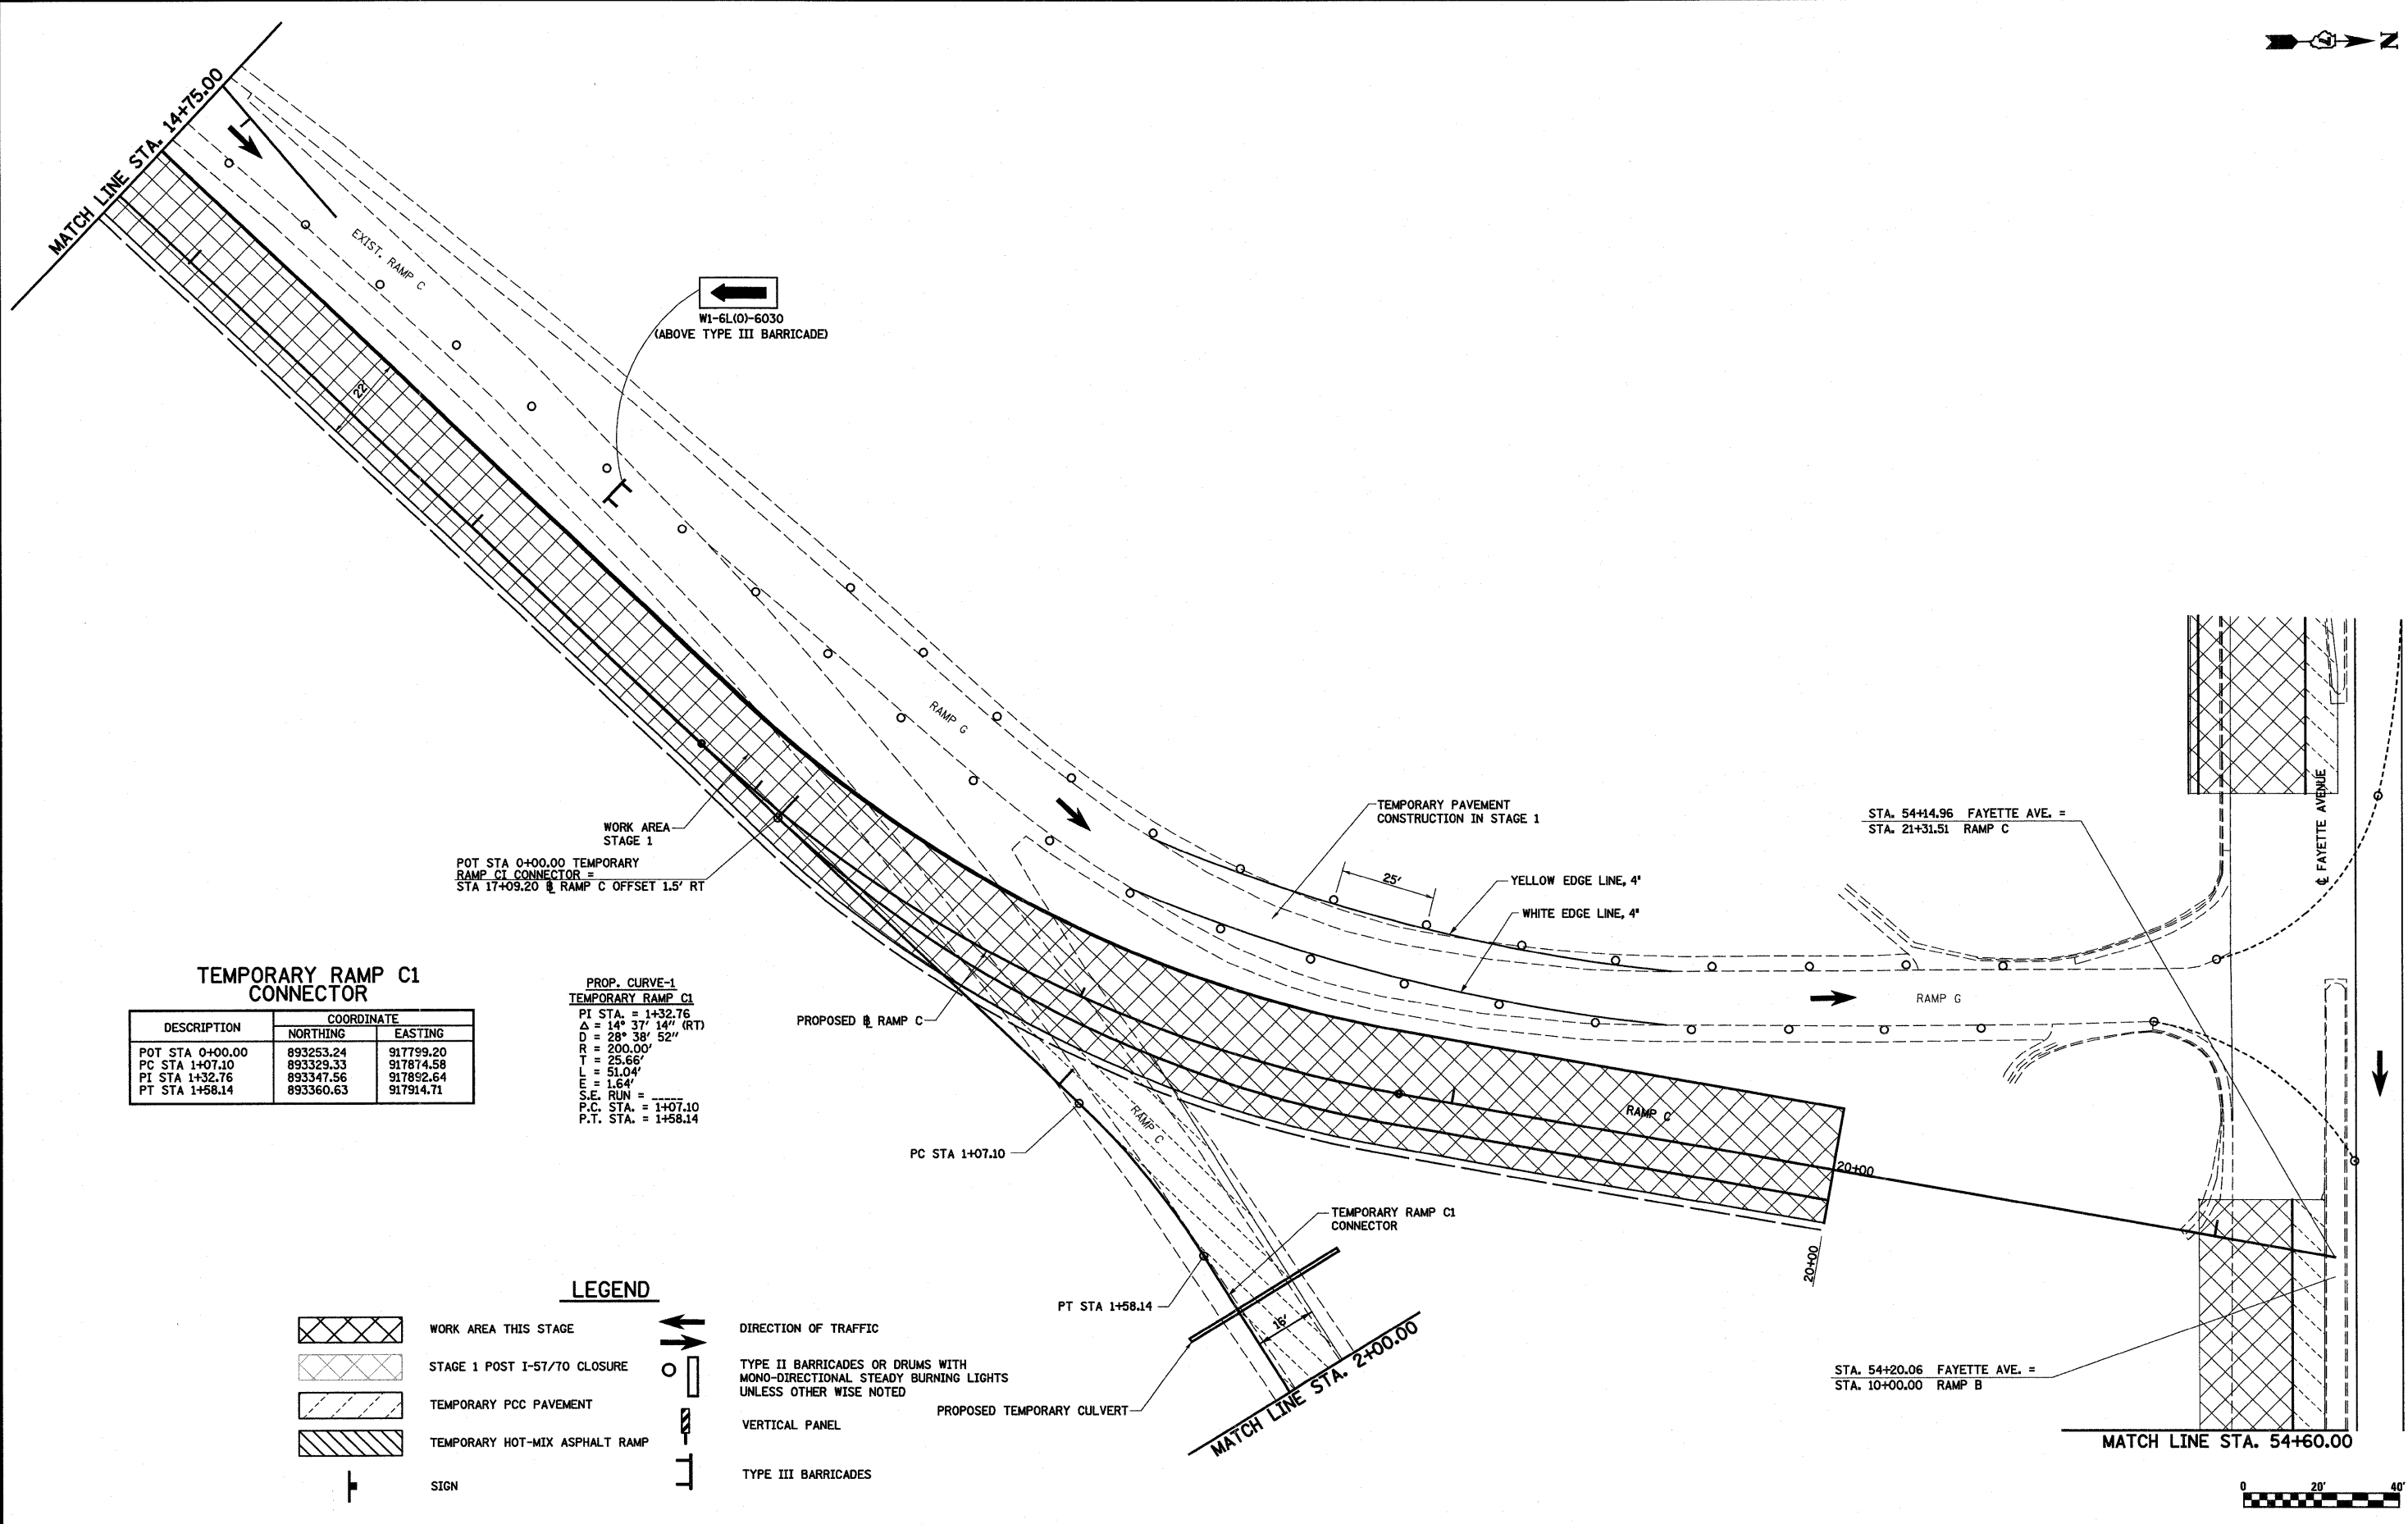 N
MATCH LINE STA. 14+75.00
EXIST. RAMP C
22'
W1-6L(O)-6030
(ABOVE TYPE III BARRICADE)
RAMP G
WORK AREA
STAGE 1
POT STA 0+00.00 TEMPORARY
RAMP C1 CONNECTOR =
STA 17+09.20 ℄ RAMP C OFFSET 1.5' RT
TEMPORARY PAVEMENT
CONSTRUCTION IN STAGE 1
25'
YELLOW EDGE LINE, 4"
WHITE EDGE LINE, 4"
STA. 54+14.96 FAYETTE AVE. =
STA. 21+31.51 RAMP C
℄ FAYETTE AVENUE
RAMP G
PROPOSED ℄ RAMP C
RAMP C
RAMP C
20+00
20+00
PC STA 1+07.10
PT STA 1+58.14
TEMPORARY RAMP C1
CONNECTOR
16'
MATCH LINE STA. 2+00.00
PROPOSED TEMPORARY CULVERT
STA. 54+20.06 FAYETTE AVE. =
STA. 10+00.00 RAMP B
MATCH LINE STA. 54+60.00
0 20' 40'
TEMPORARY RAMP C1
CONNECTOR
DESCRIPTION COORDINATE
NORTHING EASTING
POT STA 0+00.00 893253.24 917799.20
PC STA 1+07.10 893329.33 917874.58
PI STA 1+32.76 893347.56 917892.64
PT STA 1+58.14 893360.63 917914.71
PROP. CURVE-1
TEMPORARY RAMP C1
PI STA. = 1+32.76
Δ = 14° 37' 14" (RT)
D = 28° 38' 52"
R = 200.00'
T = 25.66'
L = 51.04'
E = 1.64'
S.E. RUN = _____
P.C. STA. = 1+07.10
P.T. STA. = 1+58.14
LEGEND
WORK AREA THIS STAGE
STAGE 1 POST I-57/70 CLOSURE
TEMPORARY PCC PAVEMENT
TEMPORARY HOT-MIX ASPHALT RAMP
SIGN
DIRECTION OF TRAFFIC
TYPE II BARRICADES OR DRUMS WITH
MONO-DIRECTIONAL STEADY BURNING LIGHTS
UNLESS OTHER WISE NOTED
VERTICAL PANEL
TYPE III BARRICADES